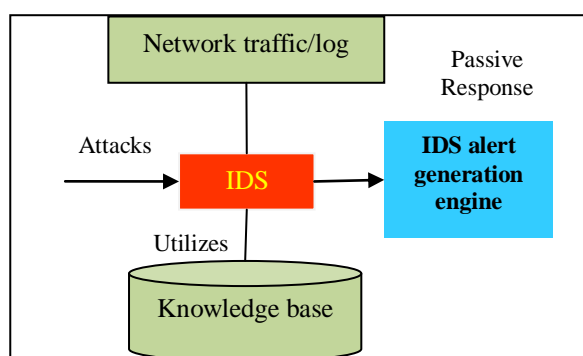 Network traffic/log
Passive
Response
Attacks
IDS
IDS alert
generation
engine
Utilizes
Knowledge base